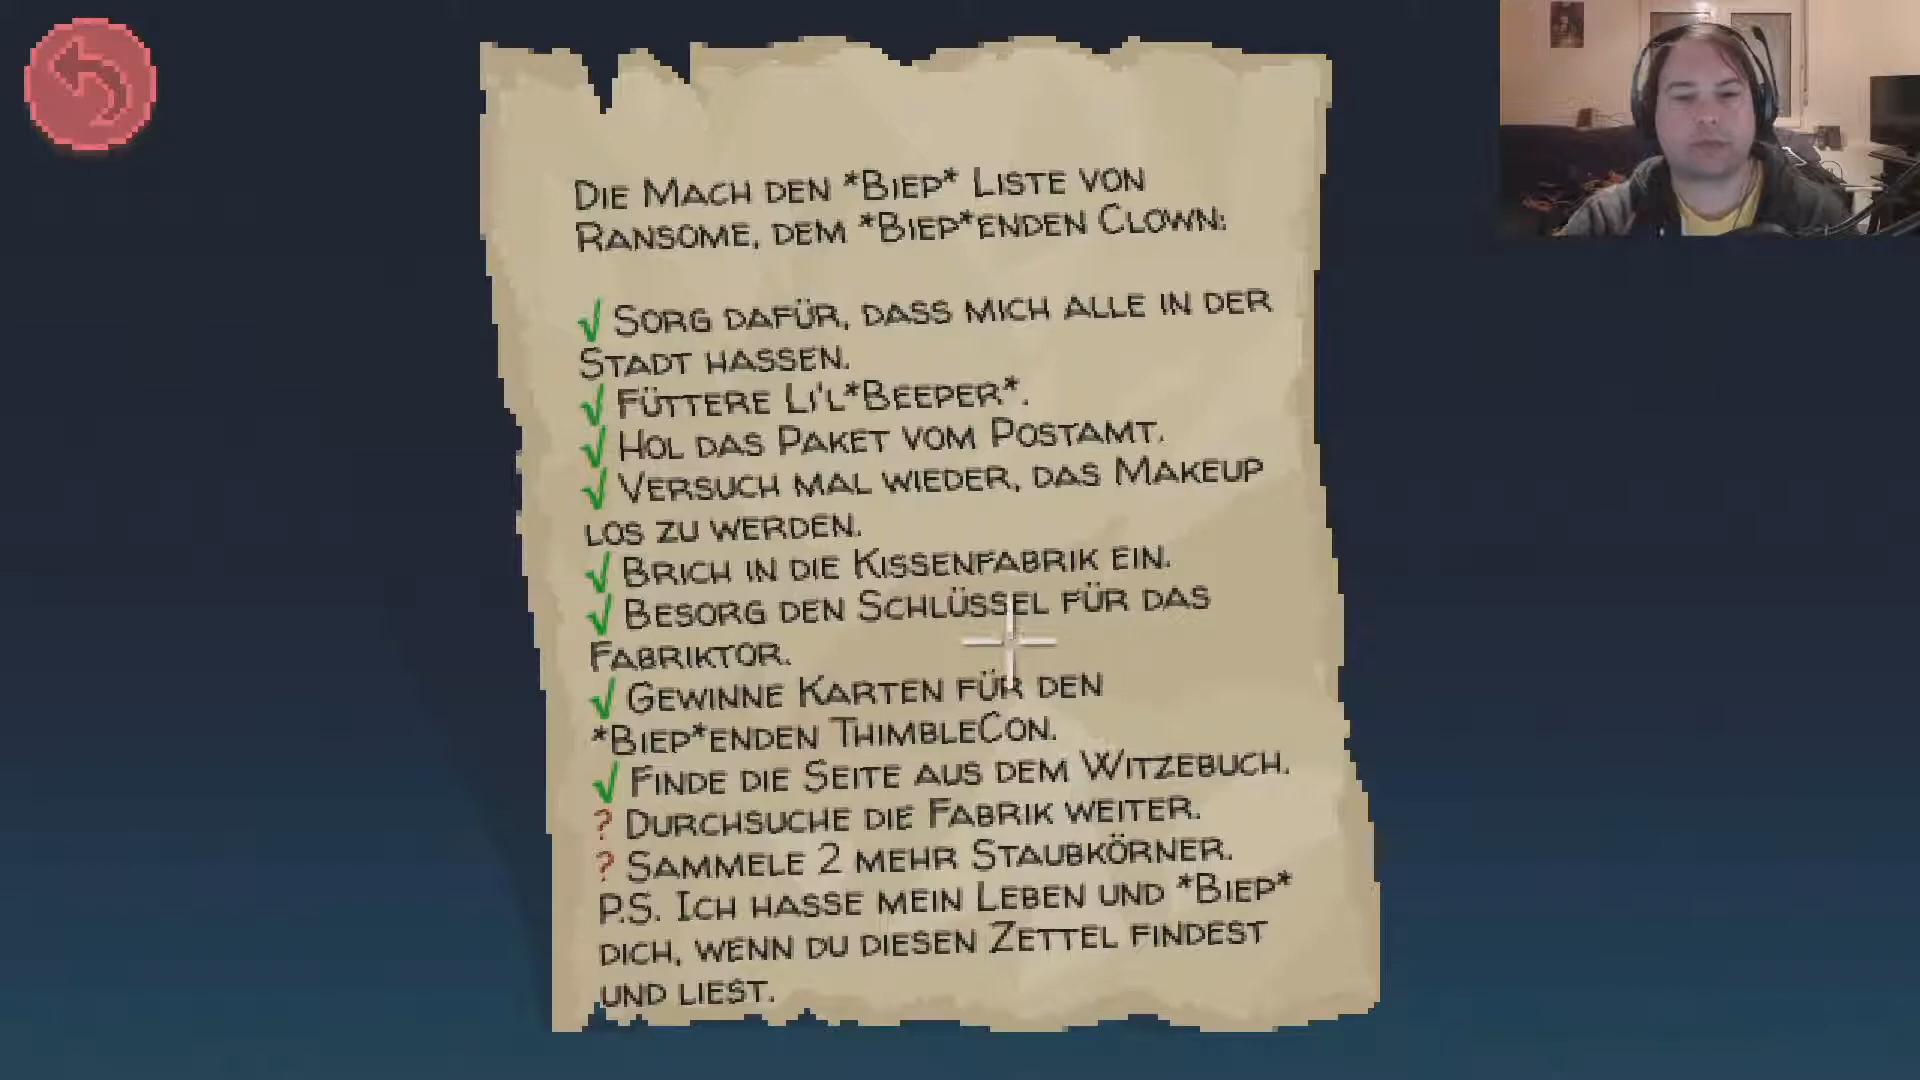 Die Mach den *Biep* Liste von
Ransome, dem *Biep*enden Clown:
√ Sorg dafür, dass mich alle in der
Stadt hassen.
√ Füttere Li'l*Beeper*.
√ Hol das Paket vom Postamt.
√ Versuch mal wieder, das Makeup
los zu werden.
√ Brich in die Kissenfabrik ein.
√ Besorg den Schlüssel für das
Fabriktor.
√ Gewinne Karten für den
*Biep*enden ThimbleCon.
√ Finde die Seite aus dem Witzebuch.
? Durchsuche die Fabrik weiter.
? Sammele 2 mehr Staubkörner.
P.S. Ich hasse mein Leben und *Biep*
dich, wenn du diesen Zettel findest
und liest.